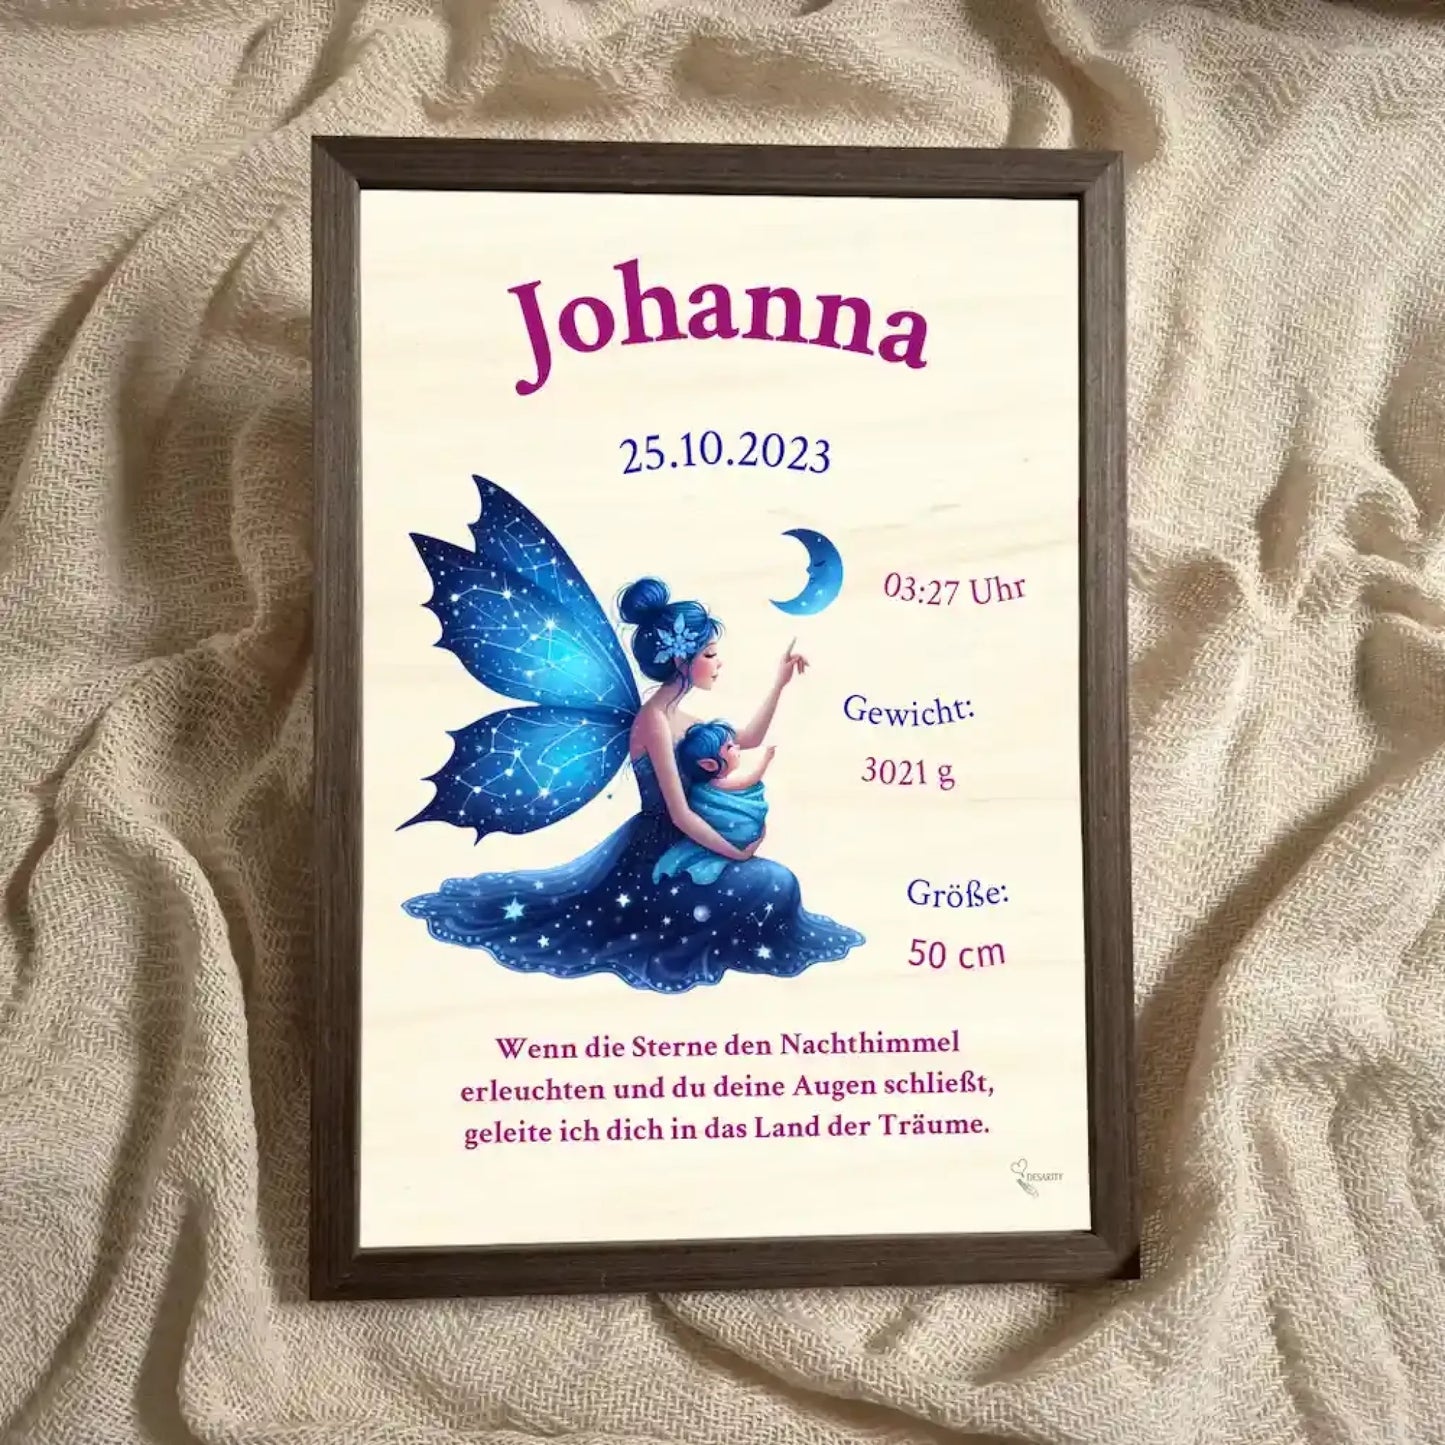 Johanna
25.10.2023
03:27 Uhr
Gewicht:
3021 g
Größe:
50 cm
Wenn die Sterne den Nachthimmel
erleuchten und du deine Augen schließt,
geleite ich dich in das Land der Träume.
DESARITY